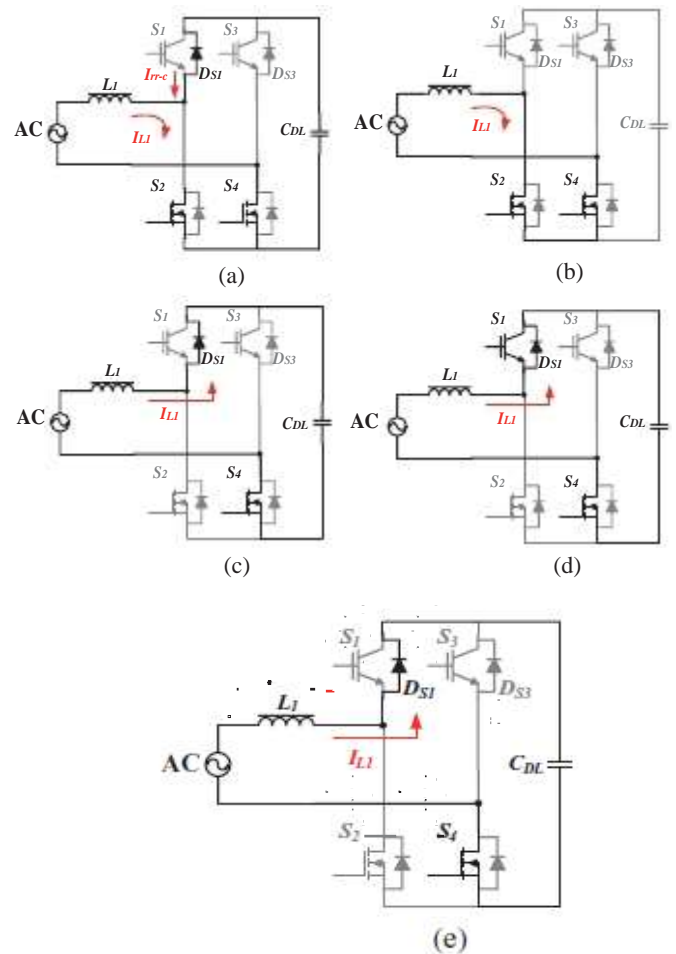 S1 S3
Irr-c DS1 DS3
L1
AC IL1 CDL
S2 S4
(a)
S1 S3
DS1 DS3
L1
AC IL1 CDL
S2 S4
(b)
S1 S3
DS1 DS3
L1
AC IL1 CDL
S2 S4
(c)
S1 S3
DS1 DS3
L1
AC IL1 CDL
S2 S4
(d)
S1 S3
DS1 DS3
L1
AC IL1 CDL
S2 S4
(e)